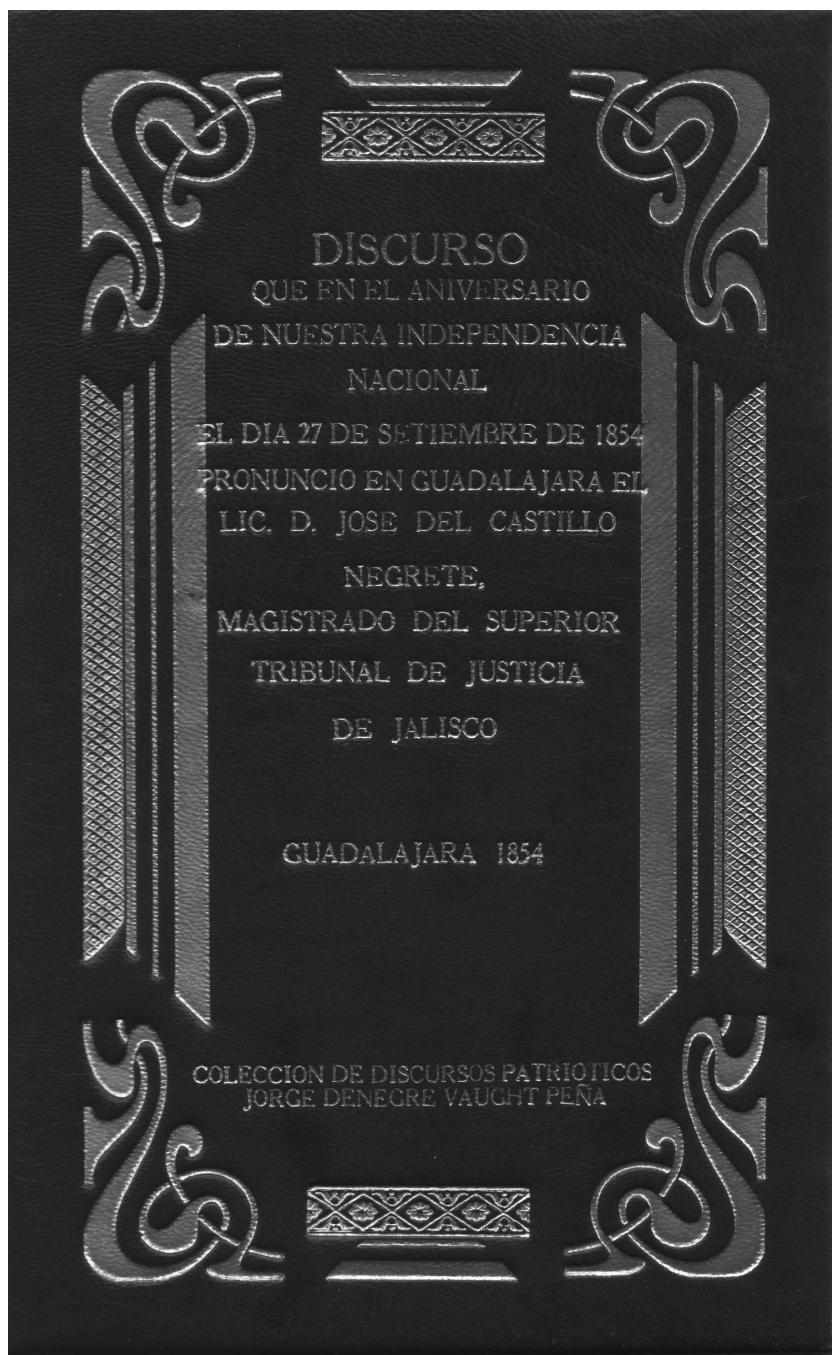 DISCURSO
QUE EN EL ANIVERSARIO
DE NUESTRA INDEPENDENCIA
NACIONAL
EL DIA 27 DE SETIEMBRE DE 1854
PRONUNCIO EN GUADALAJARA EL
LIC. D. JOSE DEL CASTILLO
NEGRETE,
MAGISTRADO DEL SUPERIOR
TRIBUNAL DE JUSTICIA
DE JALISCO
GUADALAJARA 1854
COLECCION DE DISCURSOS PATRIOTICOS
JORGE DENEGRE VAUGHT PEÑA